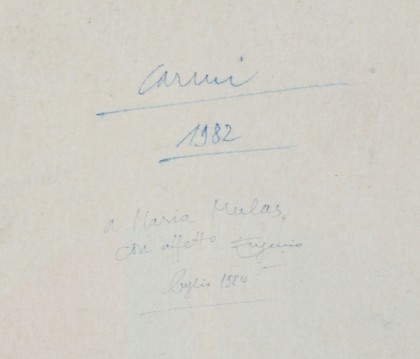 Carmi
1982
a Maria Mulas,
con affetto Eugenio
luglio 1984